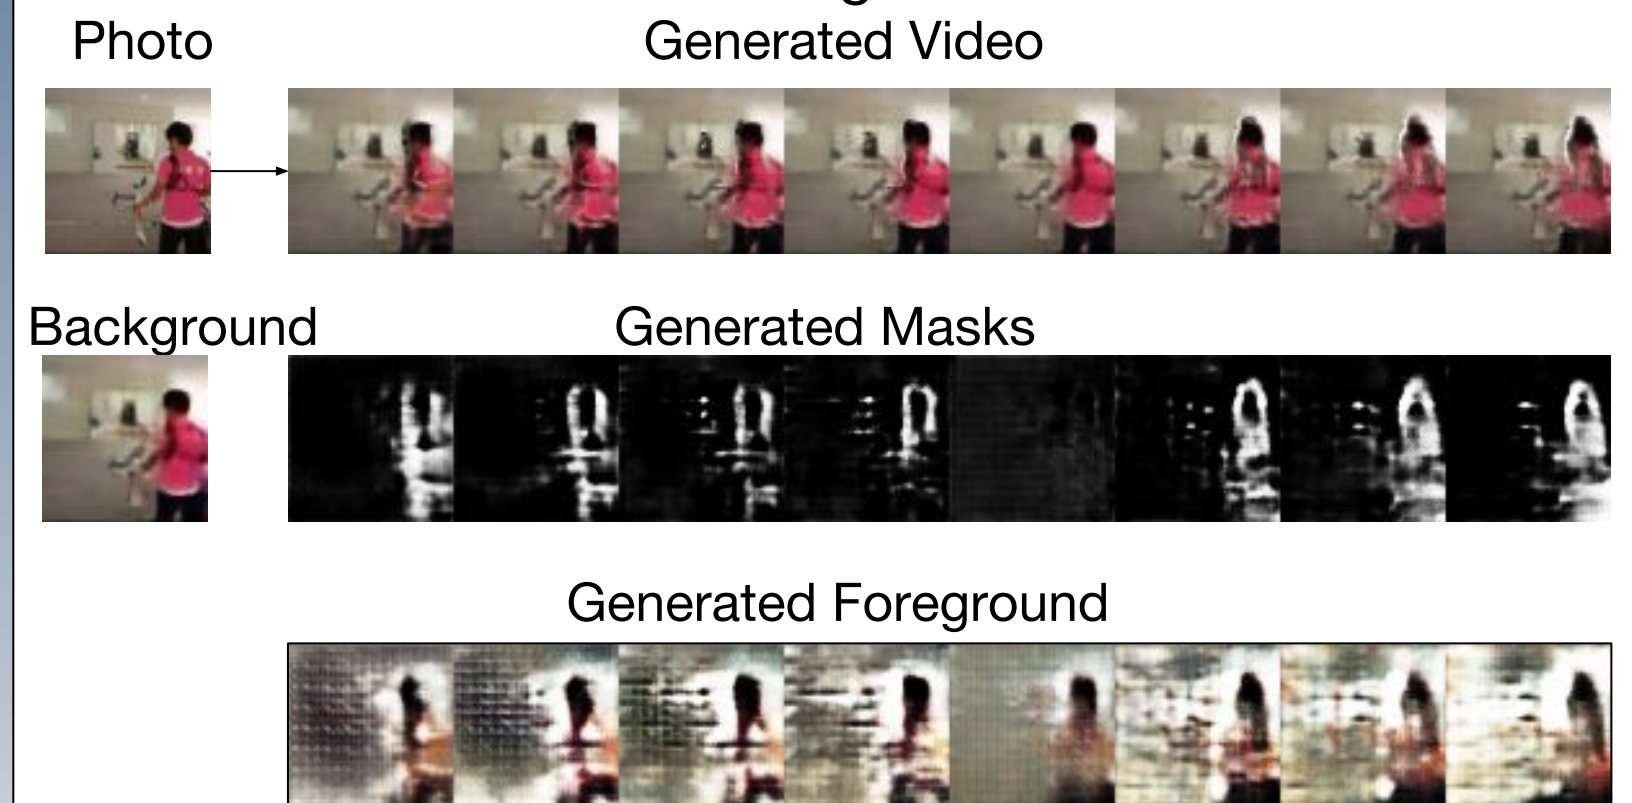 Photo
Generated Video
Background
Generated Masks
Generated Foreground